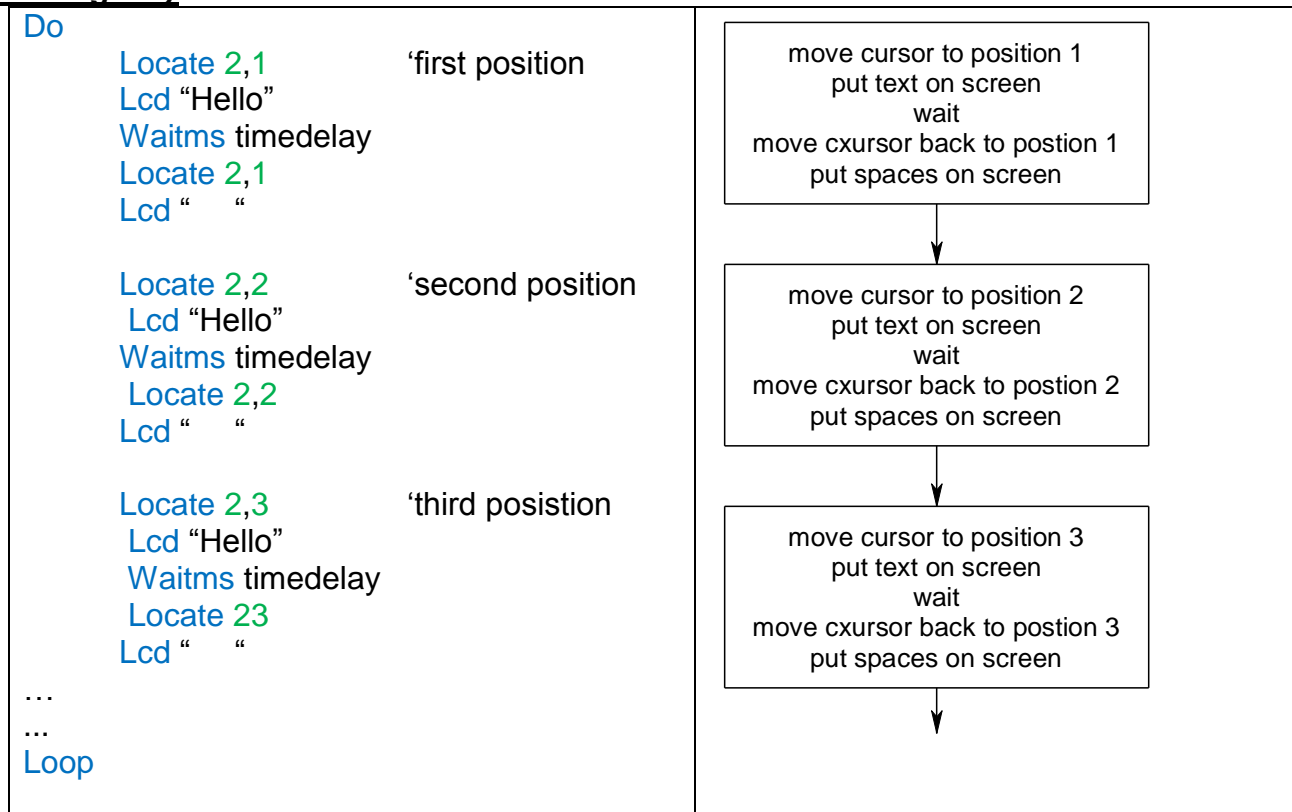 Do
Locate 2,1 ‘first position
Lcd “Hello”
Waitms timedelay
Locate 2,1
Lcd “ “
Locate 2,2 ‘second position
Lcd “Hello”
Waitms timedelay
Locate 2,2
Lcd “ “
Locate 2,3 ‘third posistion
Lcd “Hello”
Waitms timedelay
Locate 23
Lcd “ “
…
...
Loop
move cursor to position 1
put text on screen
wait
move cxursor back to postion 1
put spaces on screen
move cursor to position 2
put text on screen
wait
move cxursor back to postion 2
put spaces on screen
move cursor to position 3
put text on screen
wait
move cxursor back to postion 3
put spaces on screen